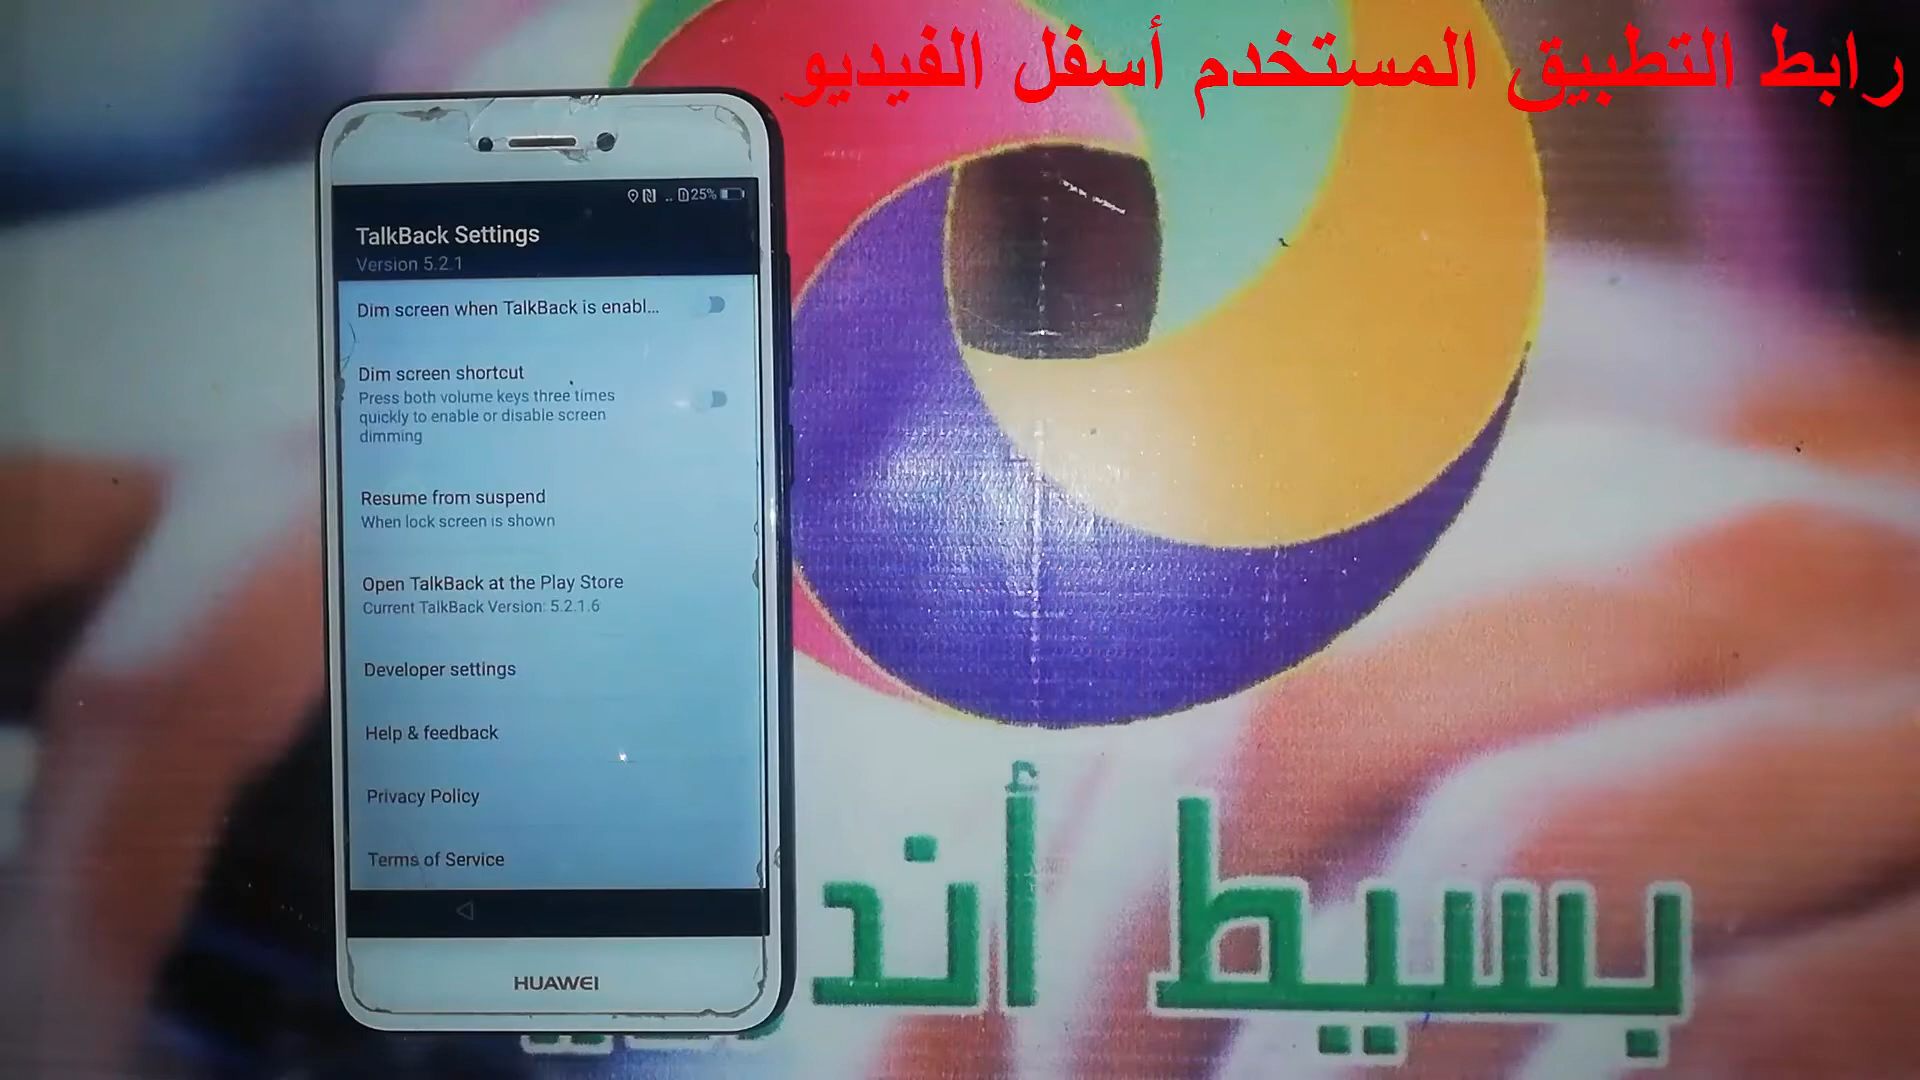 رابط التطبيق المستخدم أسفل الفيديو
25%
TalkBack Settings
Version 5.2.1
Dim screen when TalkBack is enabl...
Dim screen shortcut
Press both volume keys three times
quickly to enable or disable screen
dimming
Resume from suspend
When lock screen is shown
Open TalkBack at the Play Store
Current TalkBack Version: 5.2.1.6
Developer settings
Help & feedback
Privacy Policy
Terms of Service
HUAWEI
بسيط